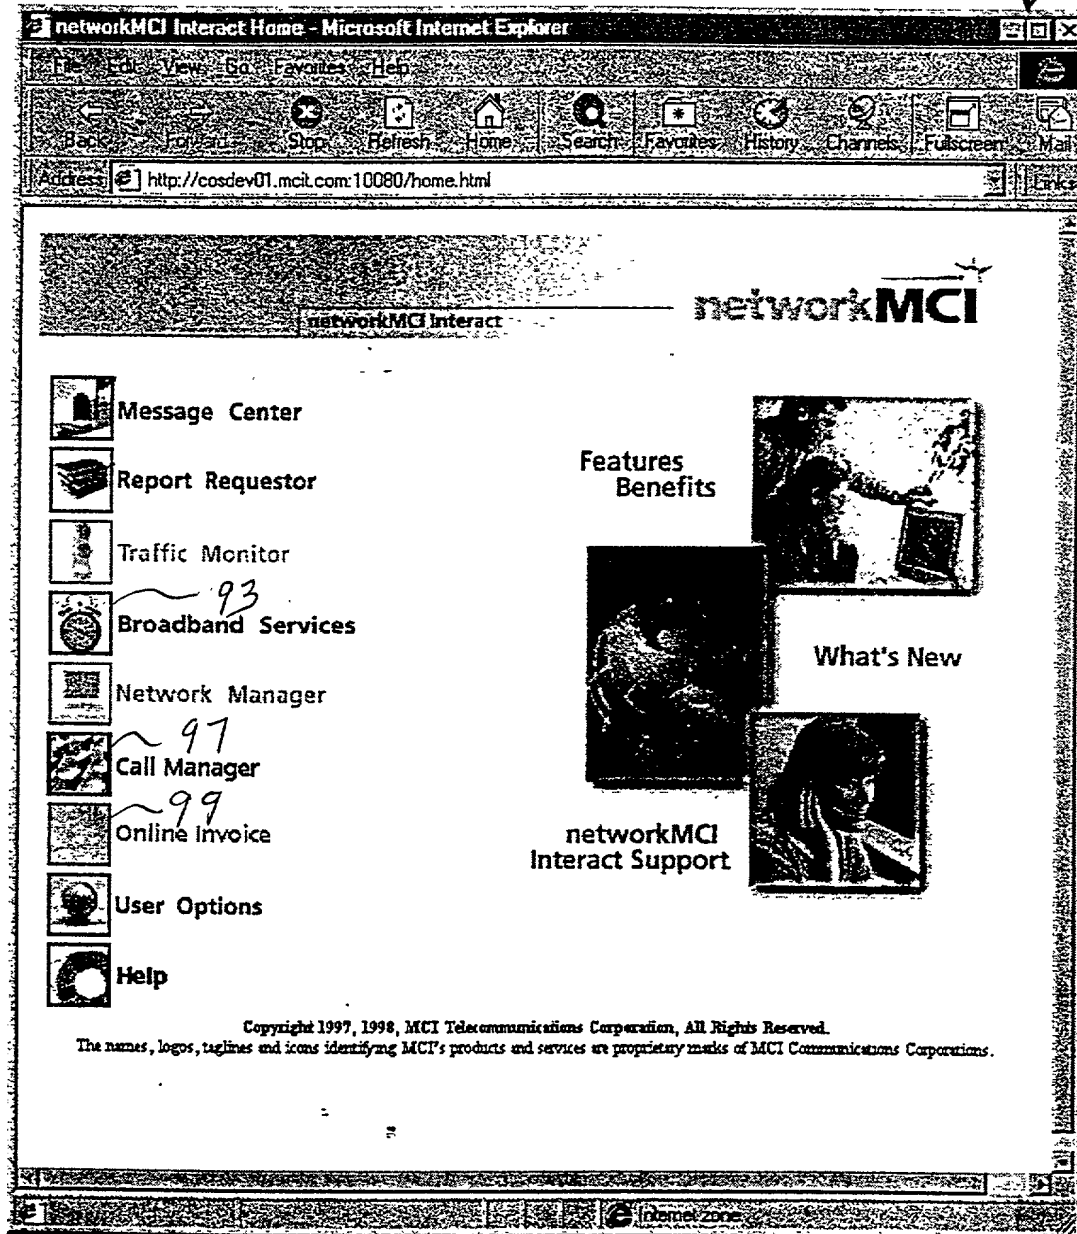 networkMCI Interact Home - Microsoft Internet Explorer
File Edit View Go Favorites Help
Back Forward Stop Refresh Home Search Favorites History Channels Fullscreen Mail
Address http://cosdev01.mcit.com:10080/home.html Links
networkMCI Interact
networkMCI
Message Center
Report Requestor
Features
Benefits
Traffic Monitor
93
Broadband Services
What's New
Network Manager
97
Call Manager
99
Online Invoice
networkMCI
Interact Support
User Options
Help
Copyright 1997, 1998, MCI Telecommunications Corporation, All Rights Reserved.
The names, logos, taglines and icons identifying MCI's products and services are proprietary marks of MCI Communications Corporations.
Internet zone